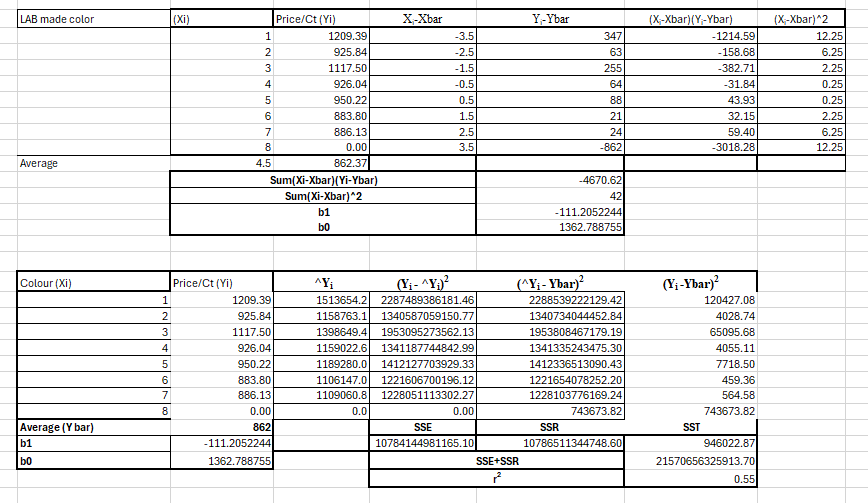 LAB made color (Xi) Price/Ct (Yi) Xi-Xbar Yi-Ybar (Xi-Xbar)(Yi-Ybar) (Xi-Xbar)^2
1 1209.39 -3.5 347 -1214.59 12.25
2 925.84 -2.5 63 -158.68 6.25
3 1117.50 -1.5 255 -382.71 2.25
4 926.04 -0.5 64 -31.84 0.25
5 950.22 0.5 88 43.93 0.25
6 883.80 1.5 21 32.15 2.25
7 886.13 2.5 24 59.40 6.25
8 0.00 3.5 -862 -3018.28 12.25
Average 4.5 862.37
Sum(Xi-Xbar)(Yi-Ybar) -4670.62
Sum(Xi-Xbar)^2 42
b1 -111.2052244
b0 1362.788755
Colour (Xi) Price/Ct (Yi) ^Yi (Yi - ^Yi)² (^Yi - Ybar)² (Yi -Ybar)²
1 1209.39 1513654.2 2287489386181.46 2288539222129.42 120427.08
2 925.84 1158763.1 1340587059150.77 1340734044452.84 4028.74
3 1117.50 1398649.4 1953095273562.13 1953808467179.19 65095.68
4 926.04 1159022.6 1341187744842.99 1341335243475.30 4055.11
5 950.22 1189280.0 1412127703929.33 1412336513090.43 7718.50
6 883.80 1106147.0 1221606700196.12 1221654078252.20 459.36
7 886.13 1109060.8 1228051113302.27 1228103776169.24 564.58
8 0.00 0.0 0.00 743673.82 743673.82
Average (Y bar) 862 SSE SSR SST
b1 -111.2052244 10784144981165.10 10786511344748.60 946022.87
b0 1362.788755 SSE+SSR 21570656325913.70
r² 0.55